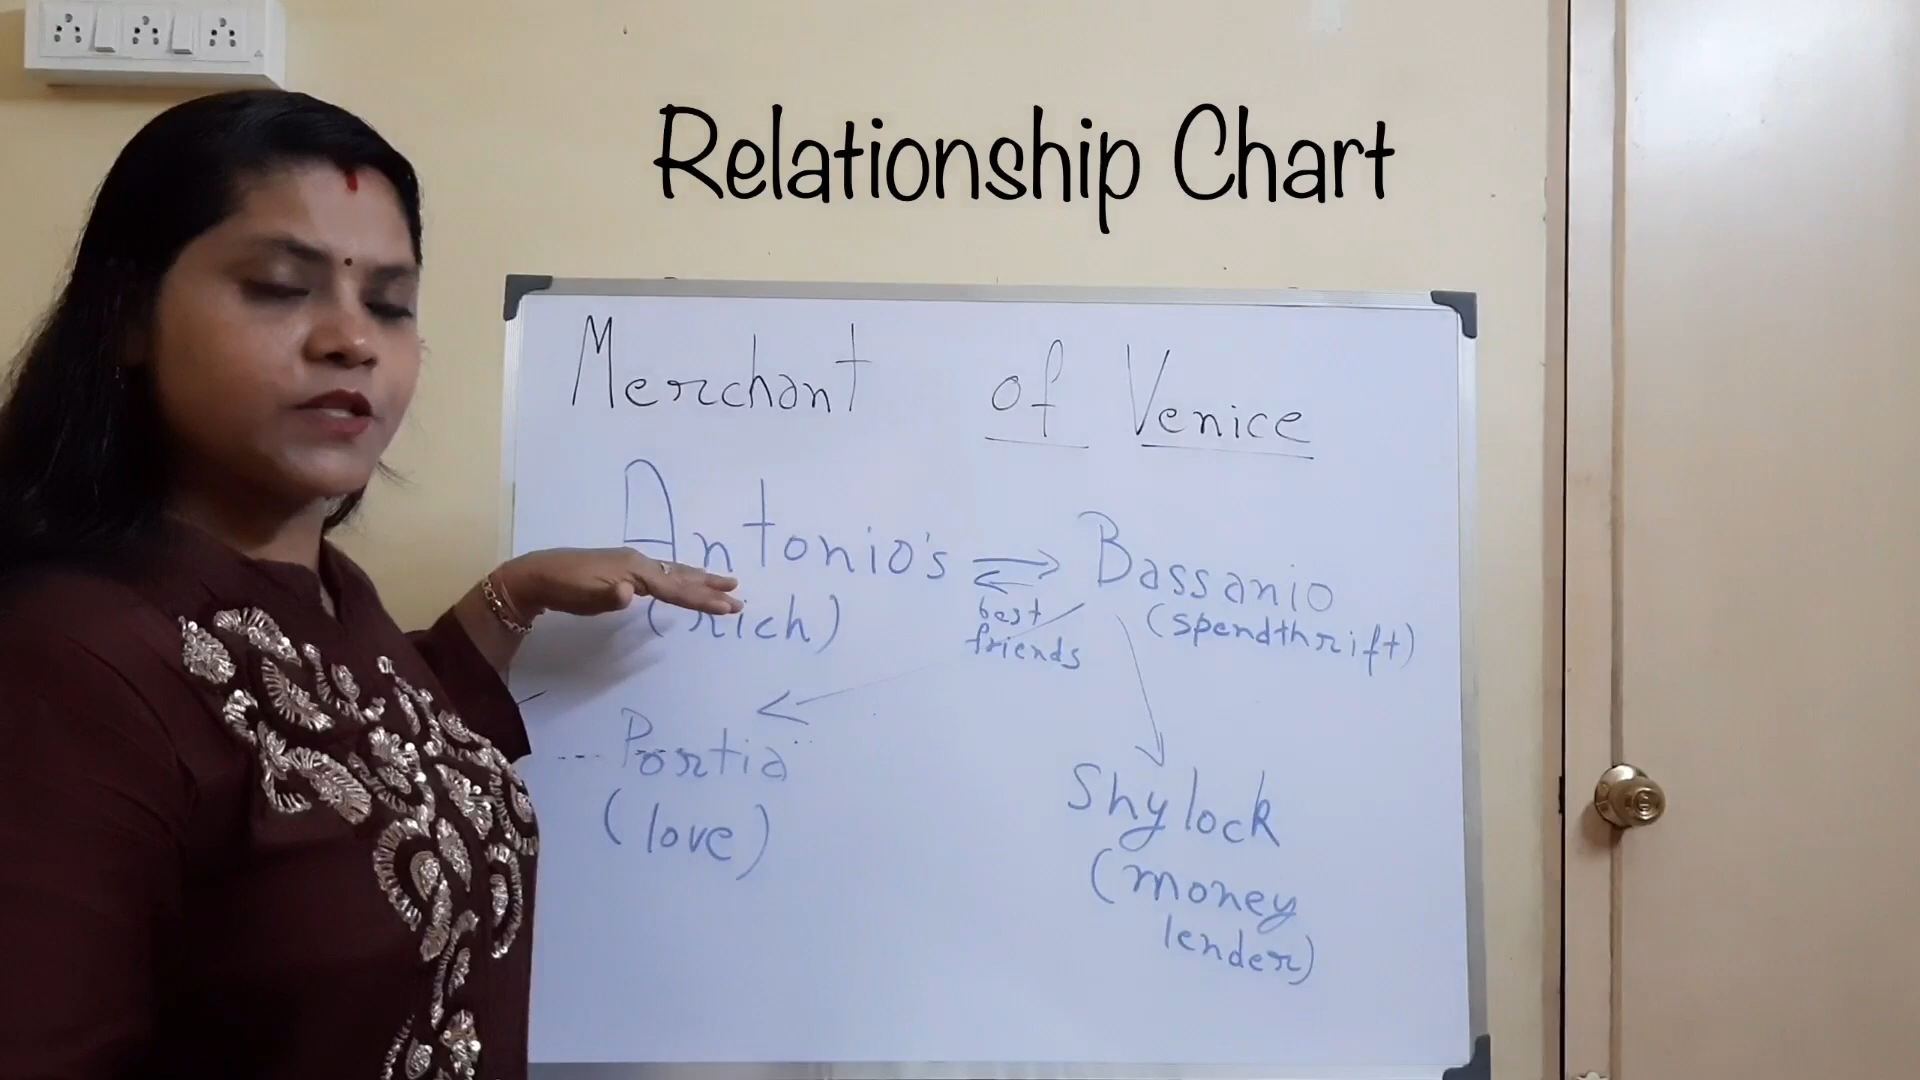 Relationship Chart
Merchant of Venice
Antonio's Bassanio
(rich) best friends (spendthrift)
Portia
(love)
Shylock
(money
lender)